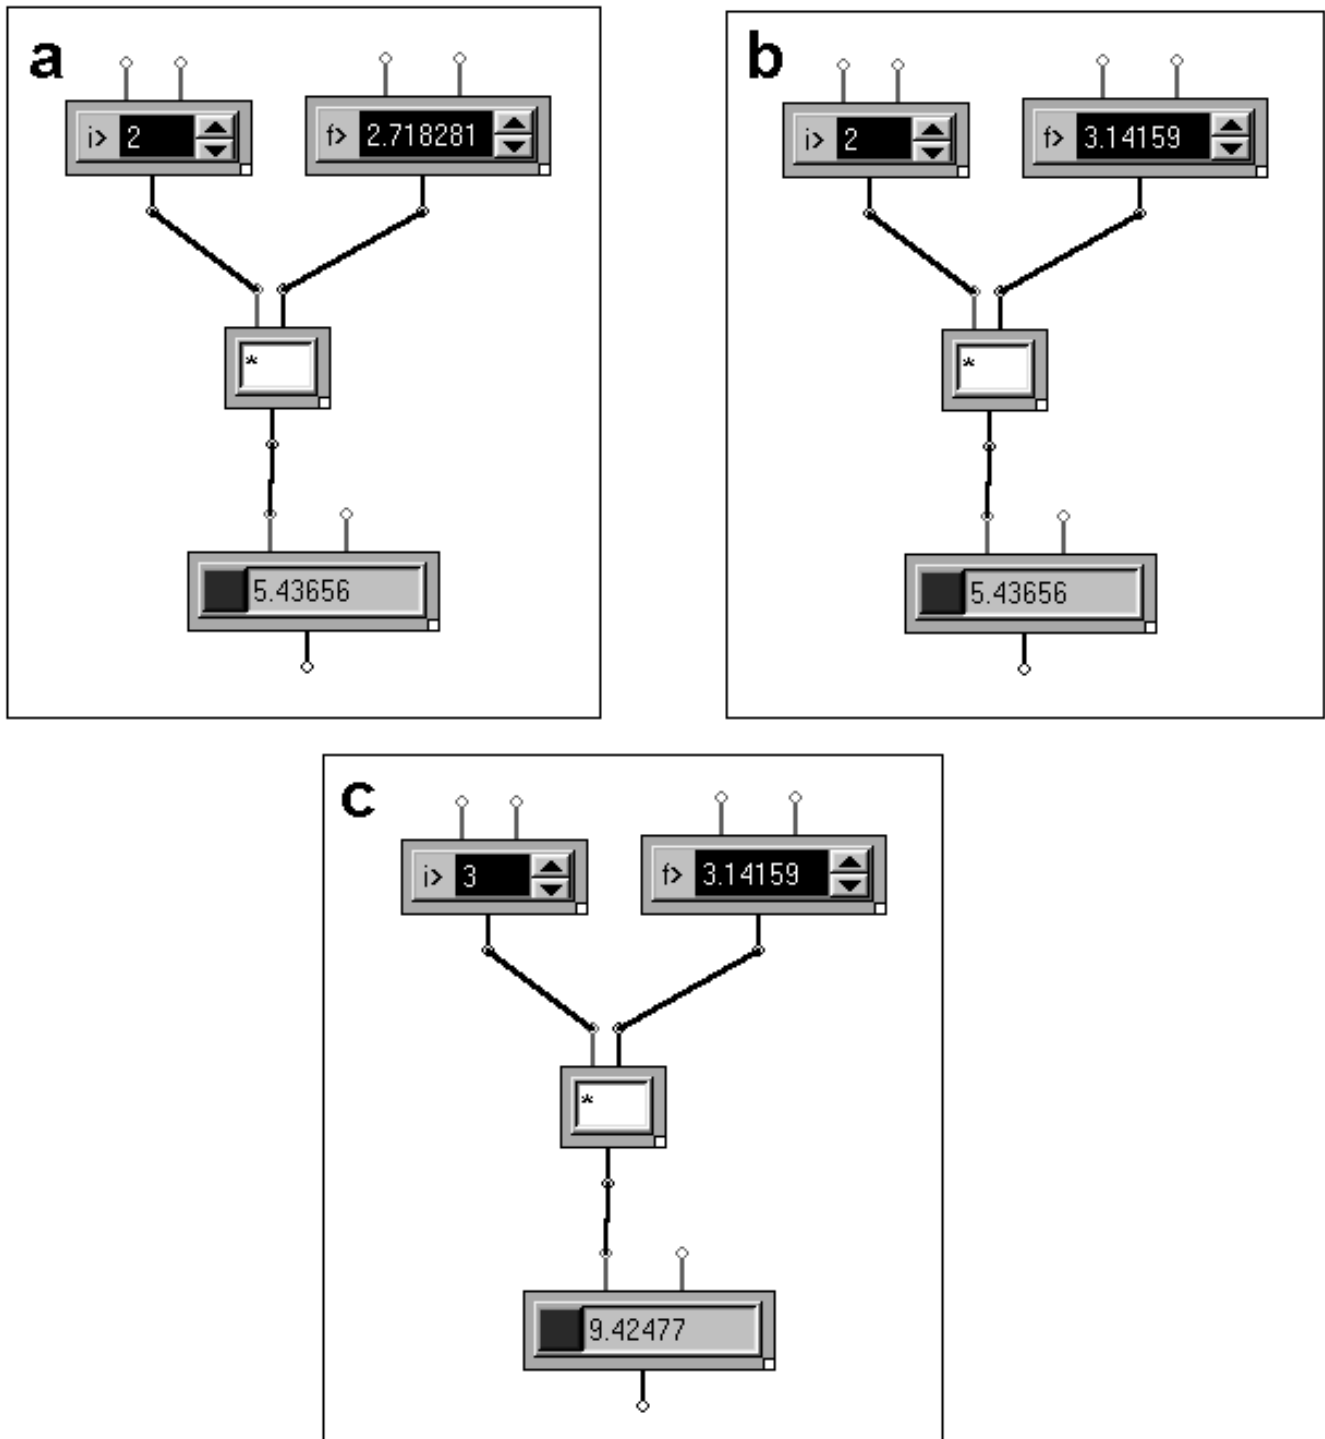 a
i> 2
f> 2.718281
*
5.43656
b
i> 2
f> 3.14159
*
5.43656
c
i> 3
f> 3.14159
*
9.42477